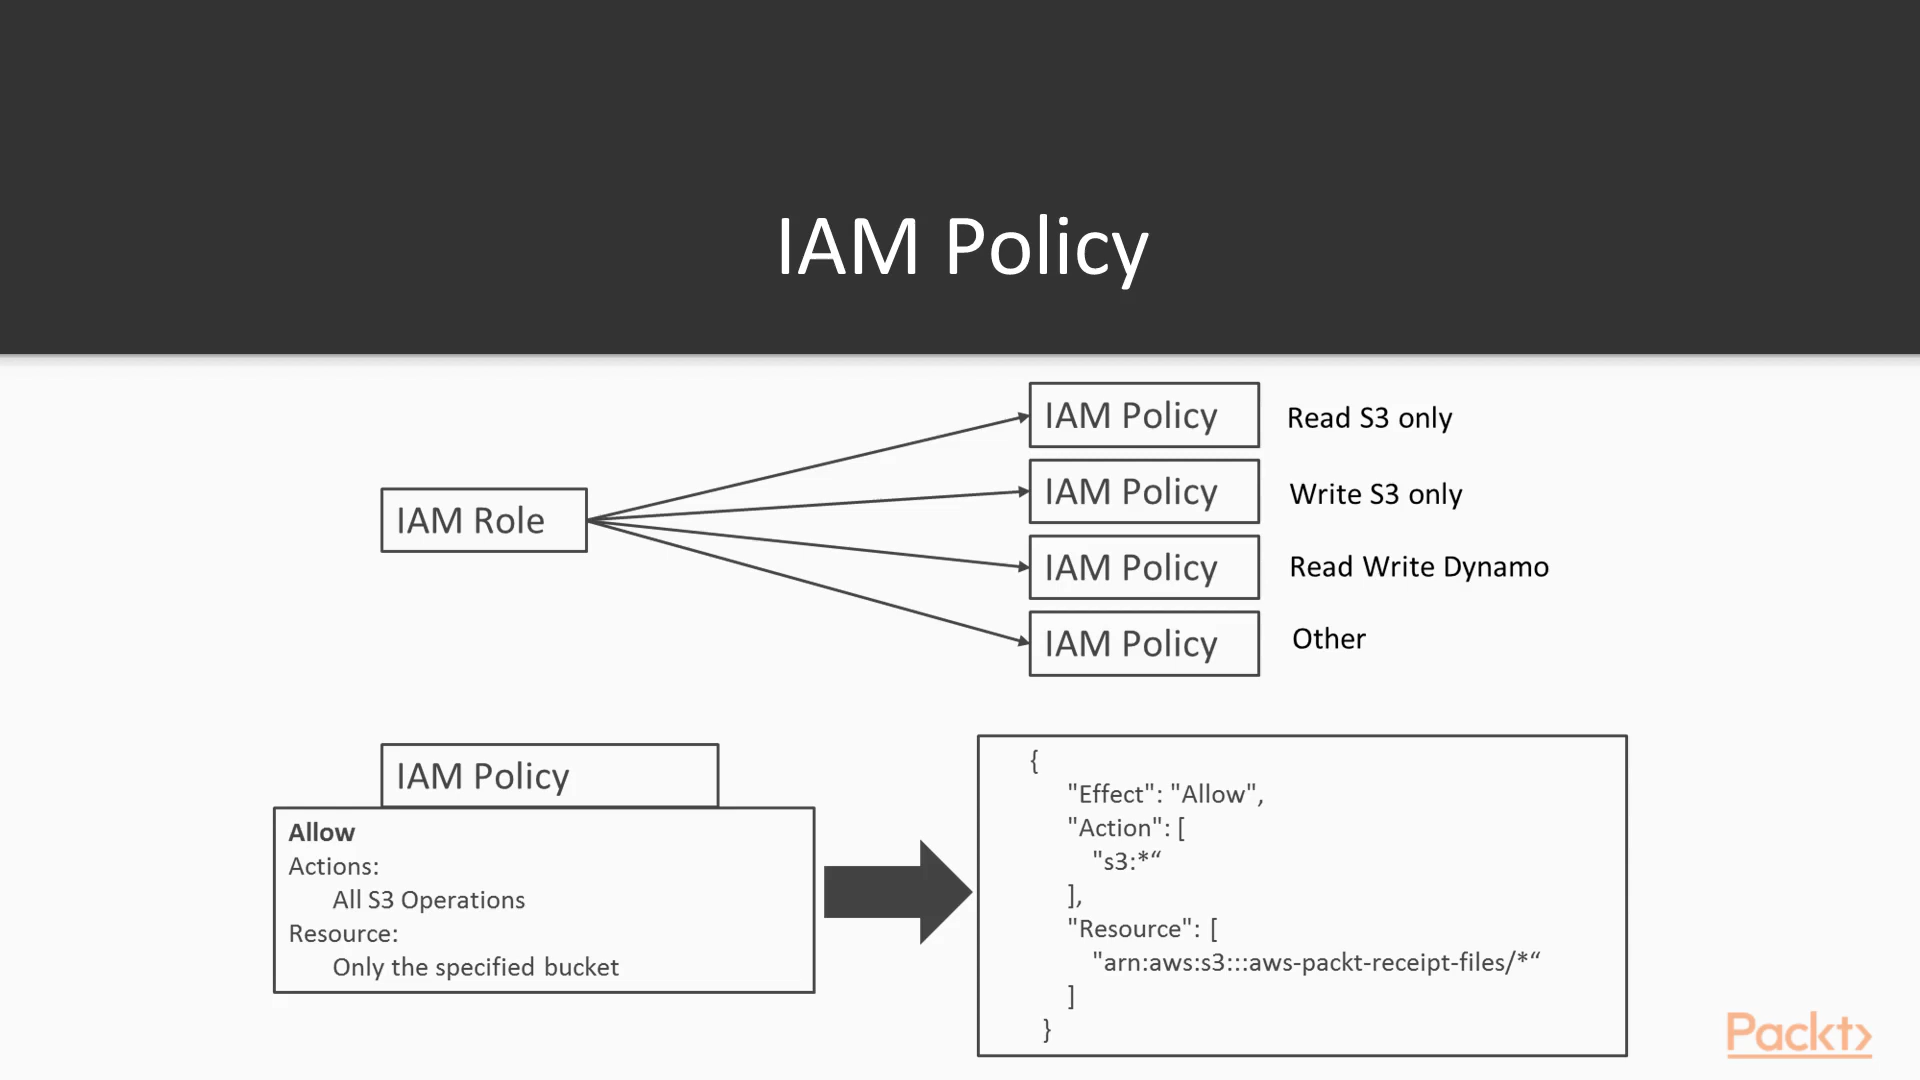 IAM Policy
IAM Role
IAM Policy
Read S3 only
IAM Policy
Write S3 only
IAM Policy
Read Write Dynamo
IAM Policy
Other
IAM Policy
Allow
Actions:
All S3 Operations
Resource:
Only the specified bucket
{
"Effect": "Allow",
"Action": [
"s3:*“
],
"Resource": [
"arn:aws:s3:::aws-packt-receipt-files/*“
]
}
Packt>